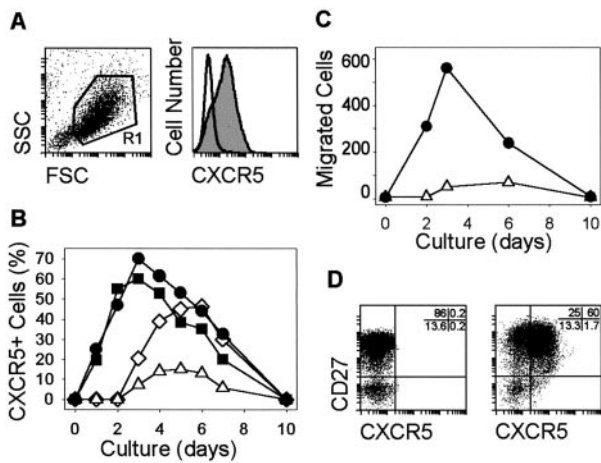 A
SSC
FSC
R1
Cell Number
CXCR5
B
CXCR5+ Cells (%)
70
60
50
40
30
20
10
0
0 2 4 6 8 10
Culture (days)
C
Migrated Cells
600
400
200
0
0 2 4 6 8 10
Culture (days)
D
CD27
86 0.2
13.6 0.2
CXCR5
25 60
13.3 1.7
CXCR5